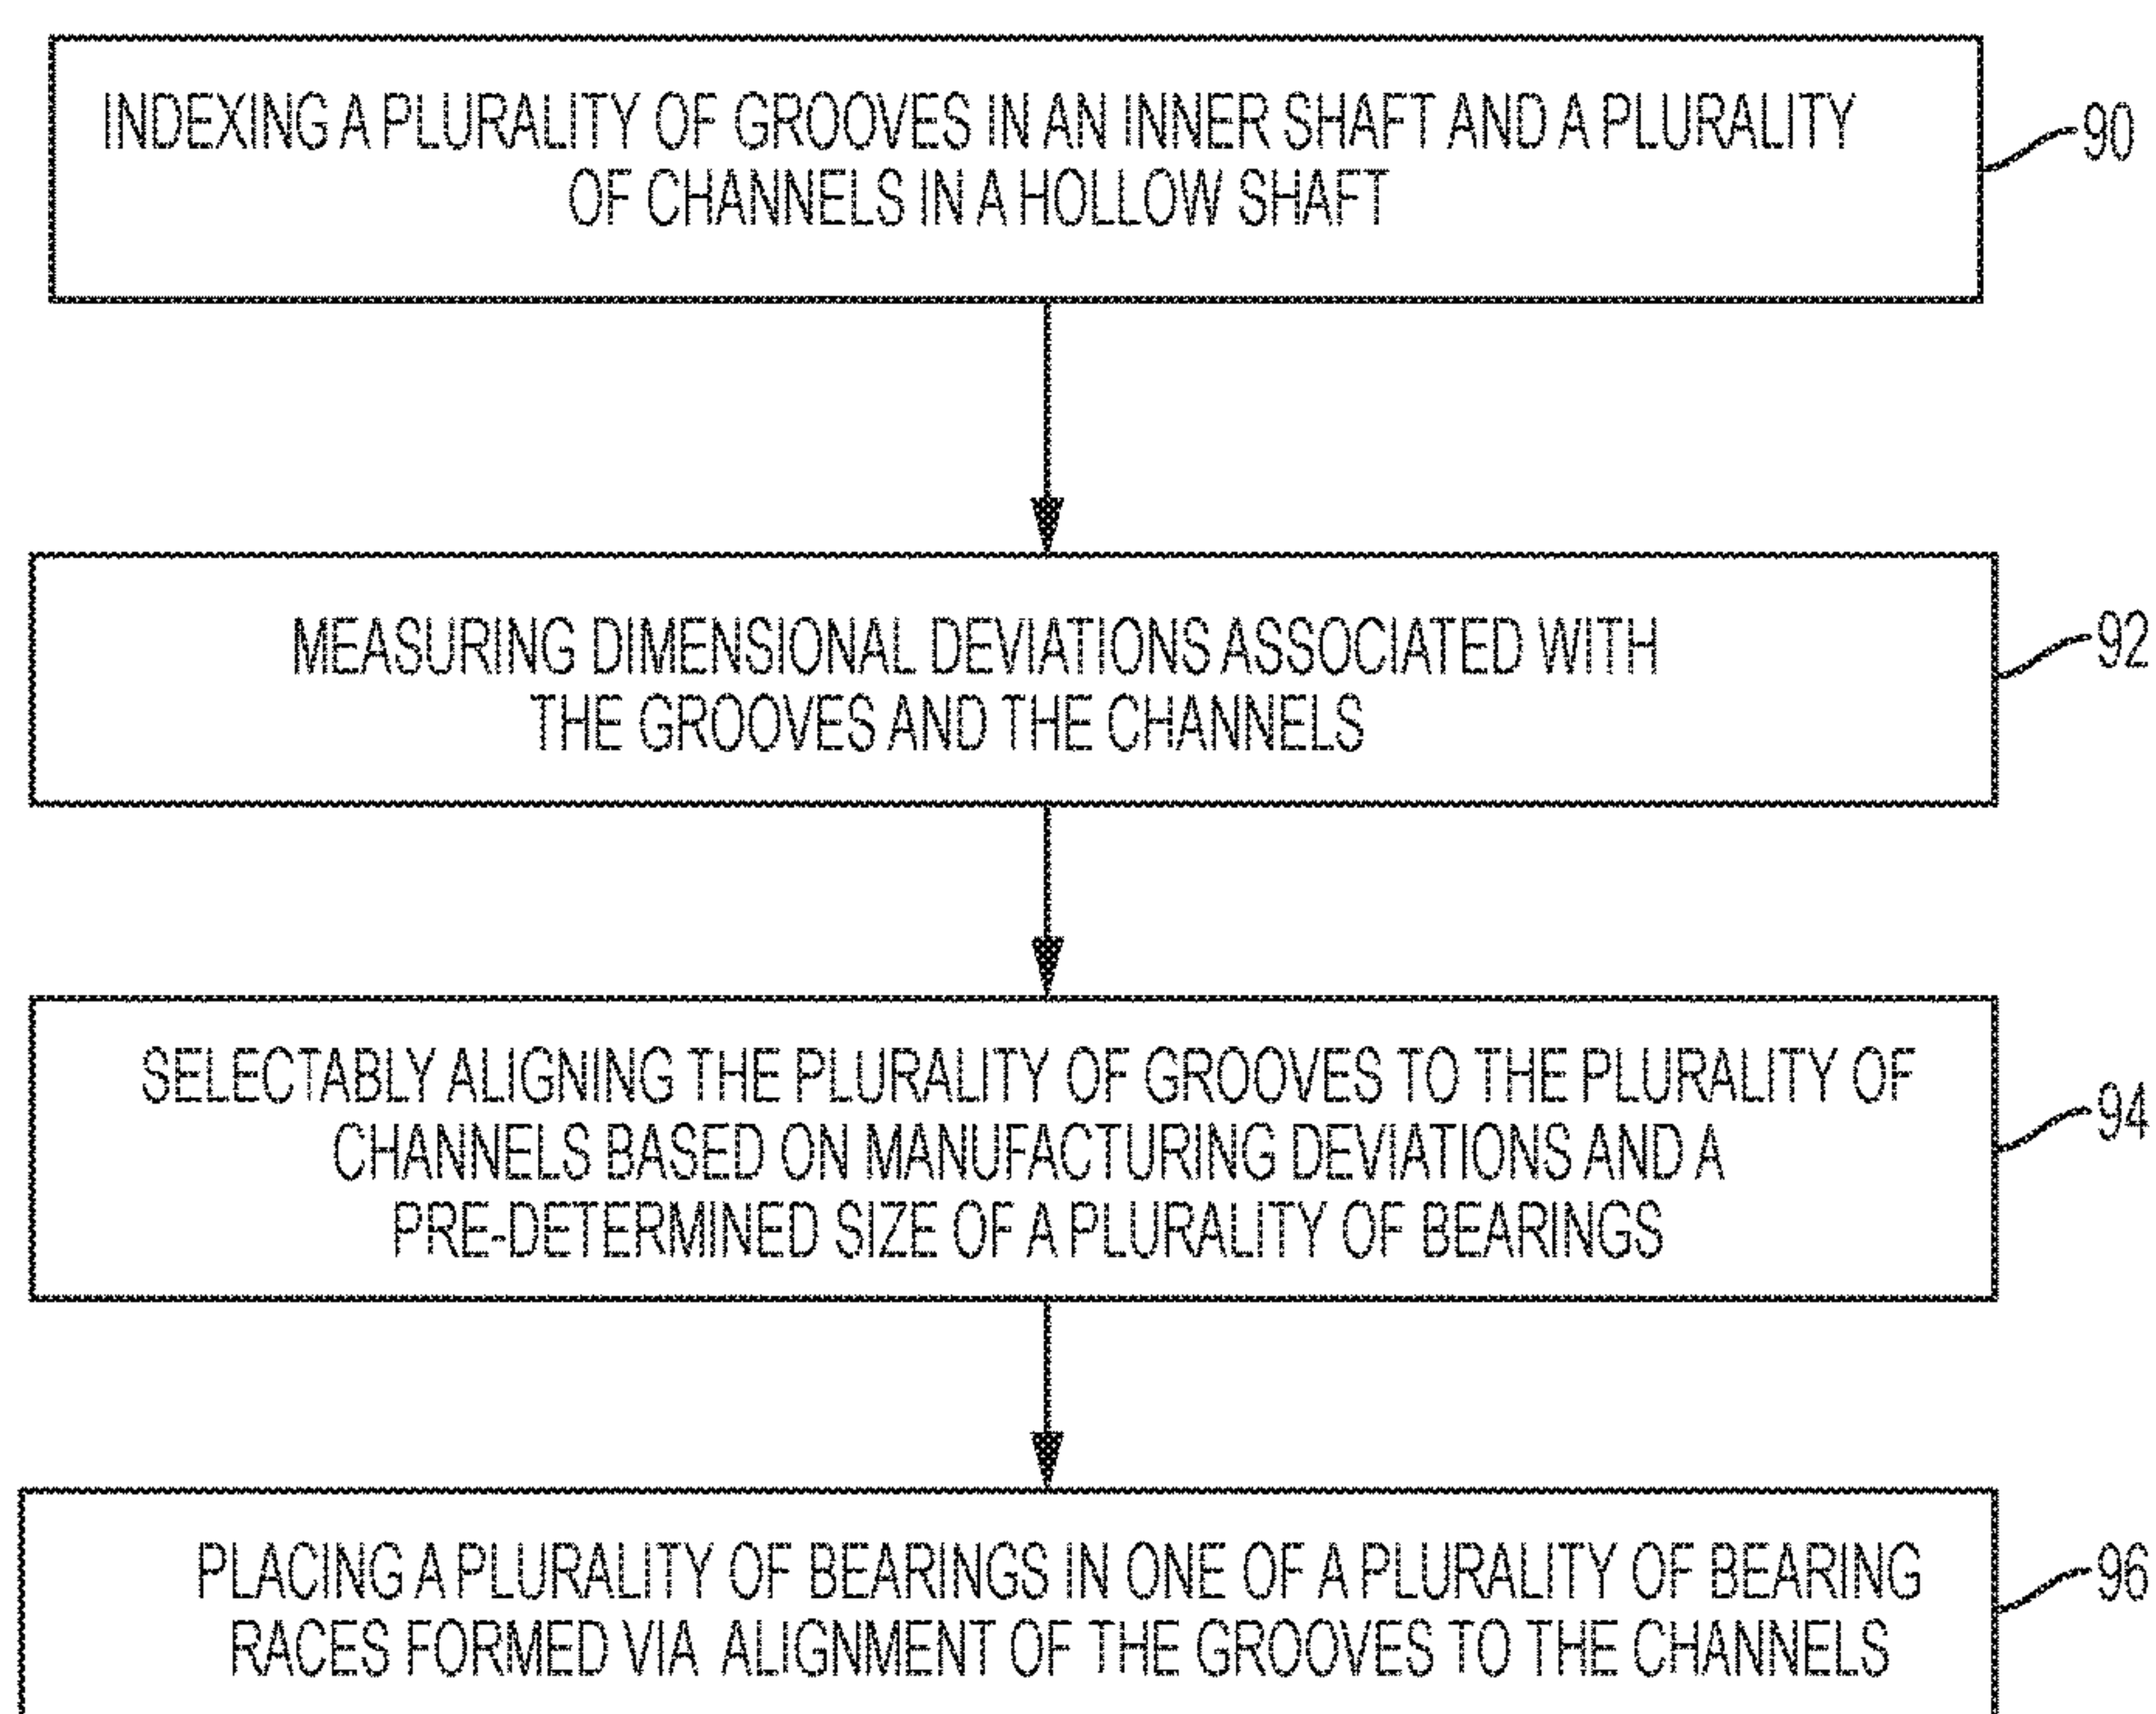 INDEXING A PLURALITY OF GROOVES IN AN INNER SHAFT AND A PLURALITY
OF CHANNELS IN A HOLLOW SHAFT
90
MEASURING DIMENSIONAL DEVIATIONS ASSOCIATED WITH
THE GROOVES AND THE CHANNELS
92
SELECTABLY ALIGNING THE PLURALITY OF GROOVES TO THE PLURALITY OF
CHANNELS BASED ON MANUFACTURING DEVIATIONS AND A
PRE-DETERMINED SIZE OF A PLURALITY OF BEARINGS
94
PLACING A PLURALITY OF BEARINGS IN ONE OF A PLURALITY OF BEARING
RACES FORMED VIA ALIGNMENT OF THE GROOVES TO THE CHANNELS
96